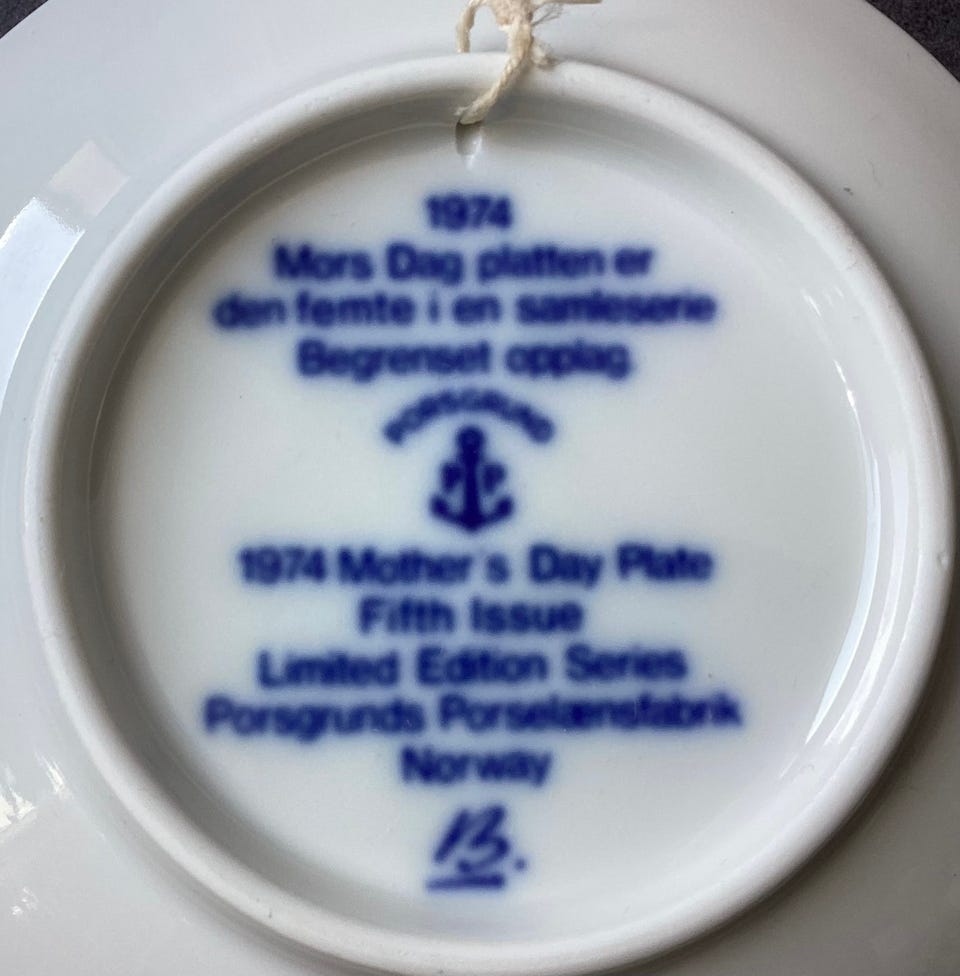 1974
Mors Dag platten er
den femte i en samleserie
Begrenset opplag.
PORSGRUND
P P
1974 Mother's Day Plate
Fifth Issue
Limited Edition Series
Porsgrunds Porselænsfabrik
Norway
13.